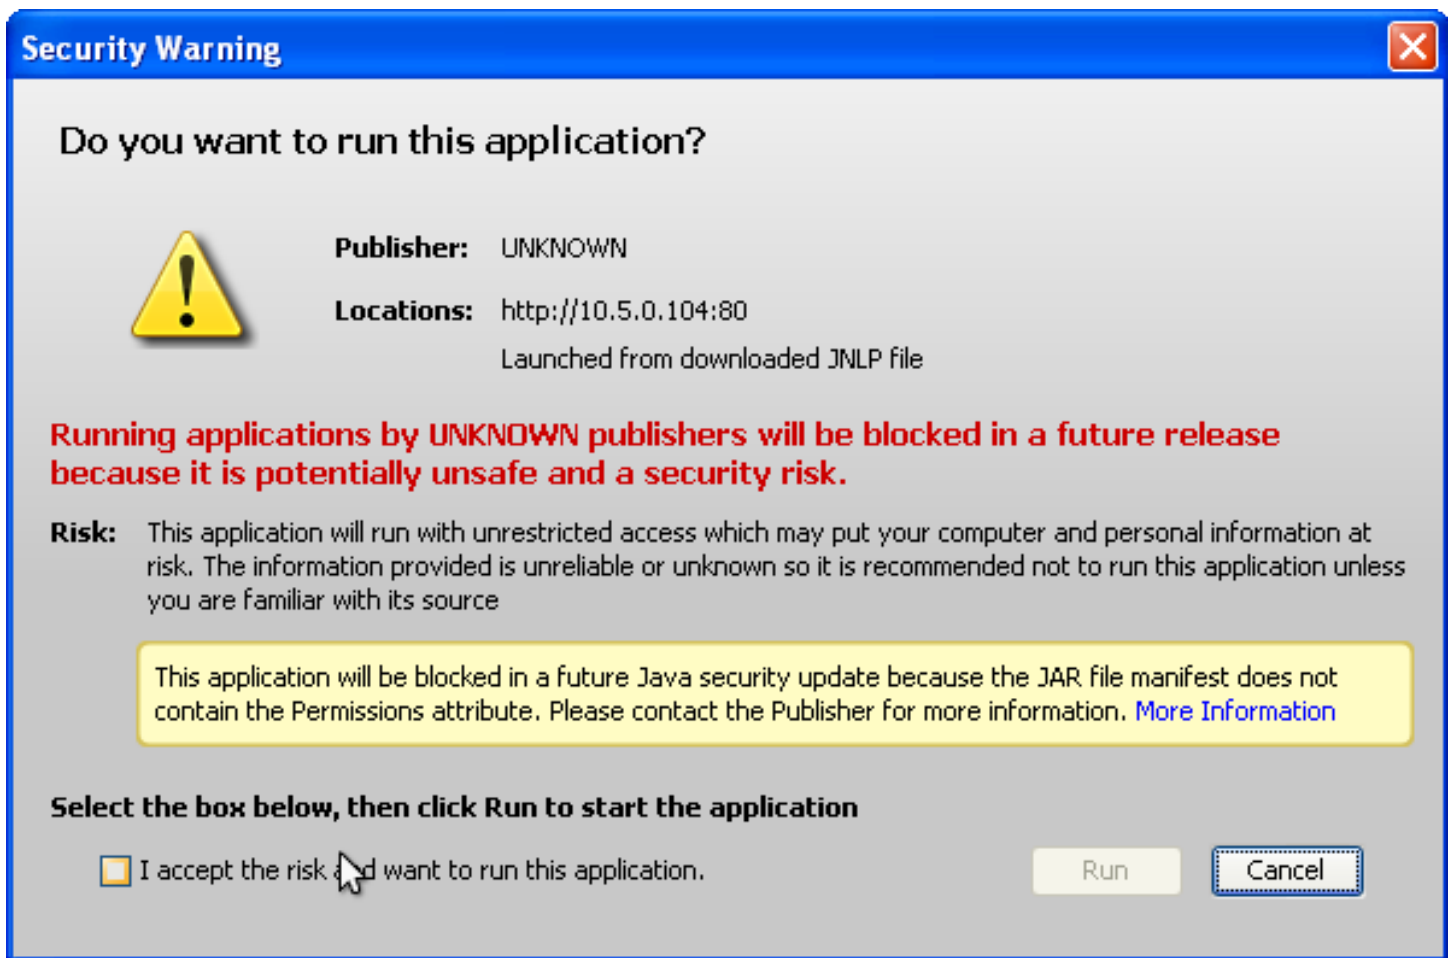 Security Warning
Do you want to run this application?
Publisher: UNKNOWN
Locations: http://10.5.0.104:80
Launched from downloaded JNLP file
Running applications by UNKNOWN publishers will be blocked in a future release
because it is potentially unsafe and a security risk.
Risk: This application will run with unrestricted access which may put your computer and personal information at
risk. The information provided is unreliable or unknown so it is recommended not to run this application unless
you are familiar with its source
This application will be blocked in a future Java security update because the JAR file manifest does not
contain the Permissions attribute. Please contact the Publisher for more information. More Information
Select the box below, then click Run to start the application
I accept the risk and want to run this application.
Run
Cancel